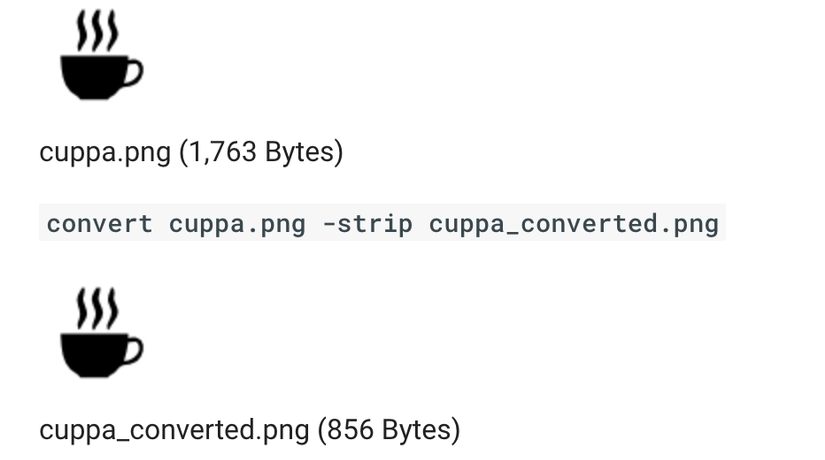 cuppa.png (1,763 Bytes)
convert cuppa.png -strip cuppa_converted.png
cuppa_converted.png (856 Bytes)